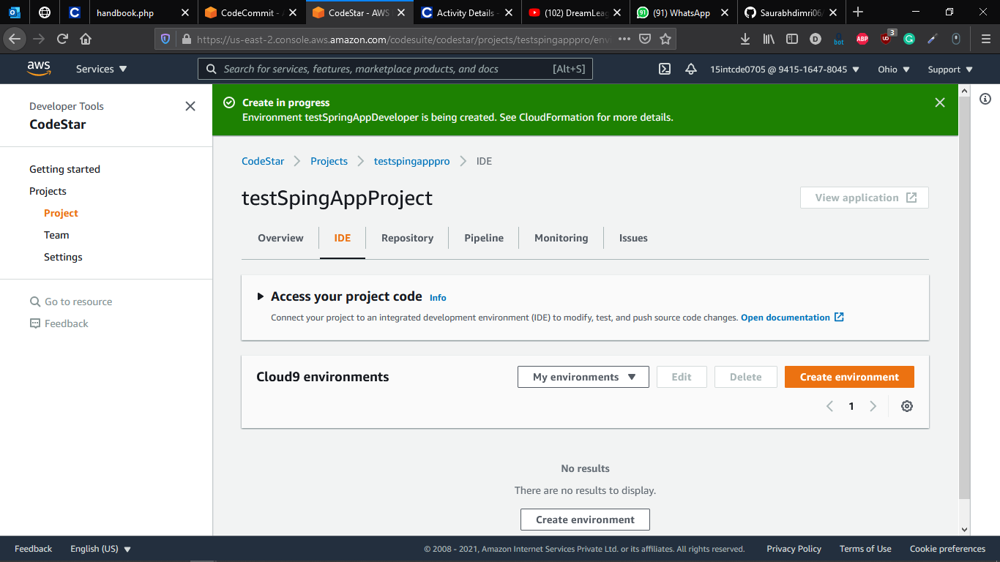 handbook.php
CodeCommit - A
CodeStar - AWS
Activity Details -
(102) DreamLeag
(91) WhatsApp
Saurabhdimri06/
https://us-east-2.console.aws.amazon.com/codesuite/codestar/projects/testspingapppro/envi
bot
ABP
3
aws
Services
Search for services, features, marketplace products, and docs
[Alt+S]
15intcde0705 @ 9415-1647-8045
Ohio
Support
Developer Tools
CodeStar
Getting started
Projects
Project
Team
Settings
Go to resource
Feedback
Create in progress
Environment testSpringAppDeveloper is being created. See CloudFormation for more details.
CodeStar
Projects
testspingapppro
IDE
testSpingAppProject
View application
Overview
IDE
Repository
Pipeline
Monitoring
Issues
Access your project code Info
Connect your project to an integrated development environment (IDE) to modify, test, and push source code changes. Open documentation
Cloud9 environments
My environments
Edit
Delete
Create environment
1
No results
There are no results to display.
Create environment
Feedback
English (US)
© 2008 - 2021, Amazon Internet Services Private Ltd. or its affiliates. All rights reserved.
Privacy Policy
Terms of Use
Cookie preferences